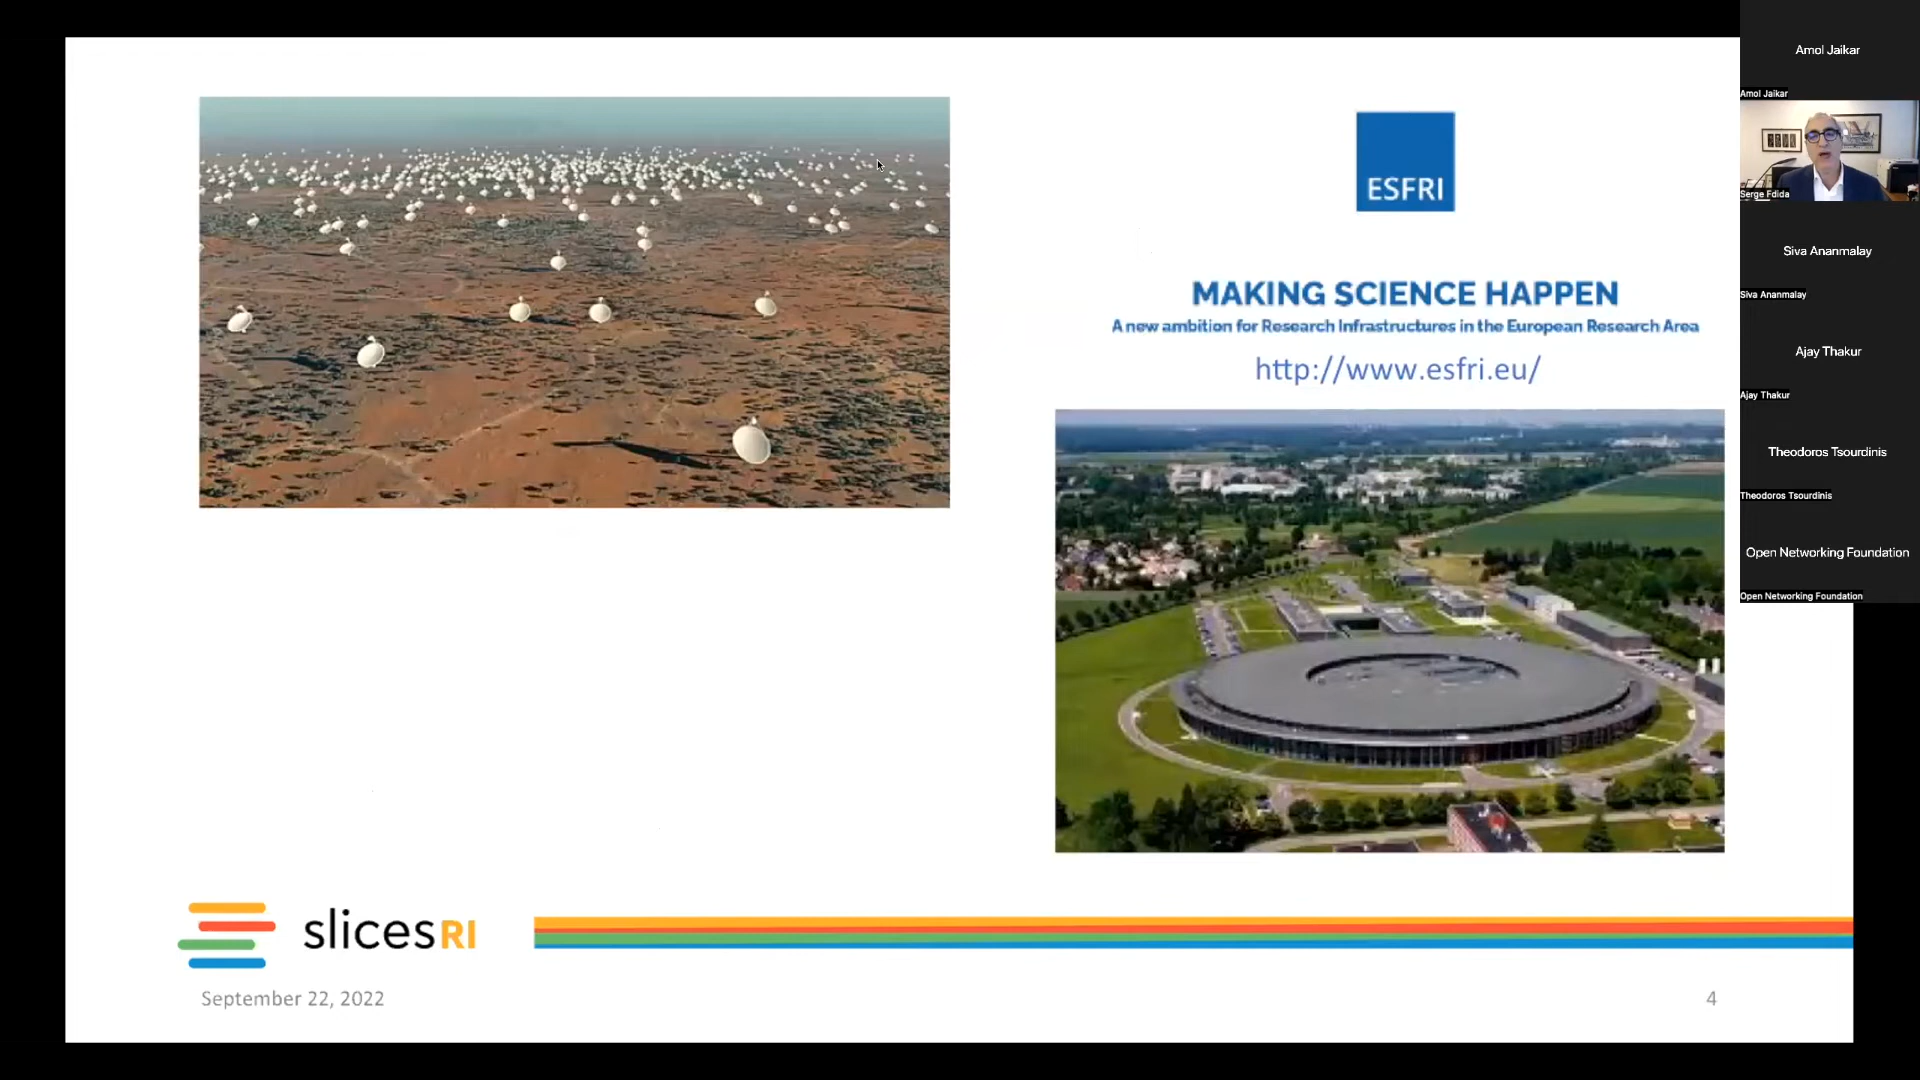 ESFRI
MAKING SCIENCE HAPPEN
A new ambition for Research Infrastructures in the European Research Area
http://www.esfri.eu/
slicesRI
September 22, 2022
4
Amol Jaikar
Amol Jaikar
Serge Fdida
Siva Ananmalay
Siva Ananmalay
Ajay Thakur
Ajay Thakur
Theodoros Tsourdinis
Theodoros Tsourdinis
Open Networking Foundation
Open Networking Foundation